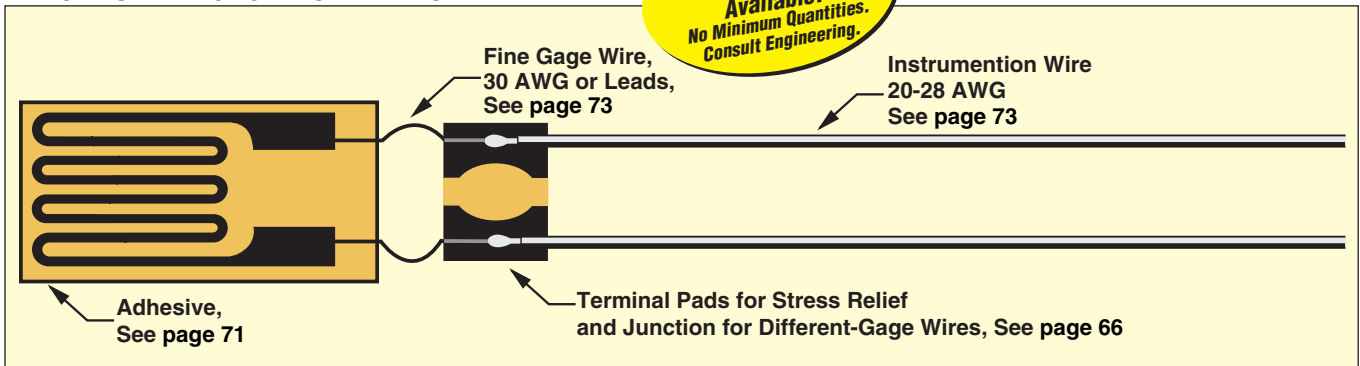 Available.
No Minimum Quantities.
Consult Engineering.
Fine Gage Wire,
30 AWG or Leads,
See page 73
Instrumention Wire
20-28 AWG
See page 73
Adhesive,
See page 71
Terminal Pads for Stress Relief
and Junction for Different-Gage Wires, See page 66